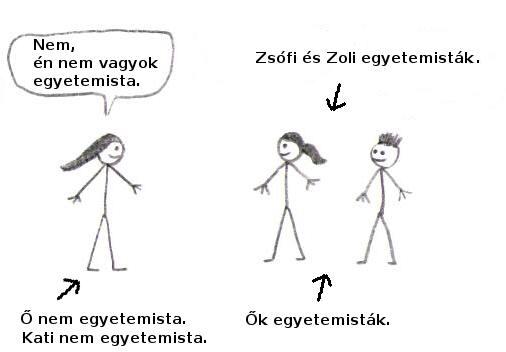 Nem,
én nem vagyok
egyetemista.
Zsófi és Zoli egyetemisták.
Ő nem egyetemista.
Kati nem egyetemista.
Ők egyetemisták.